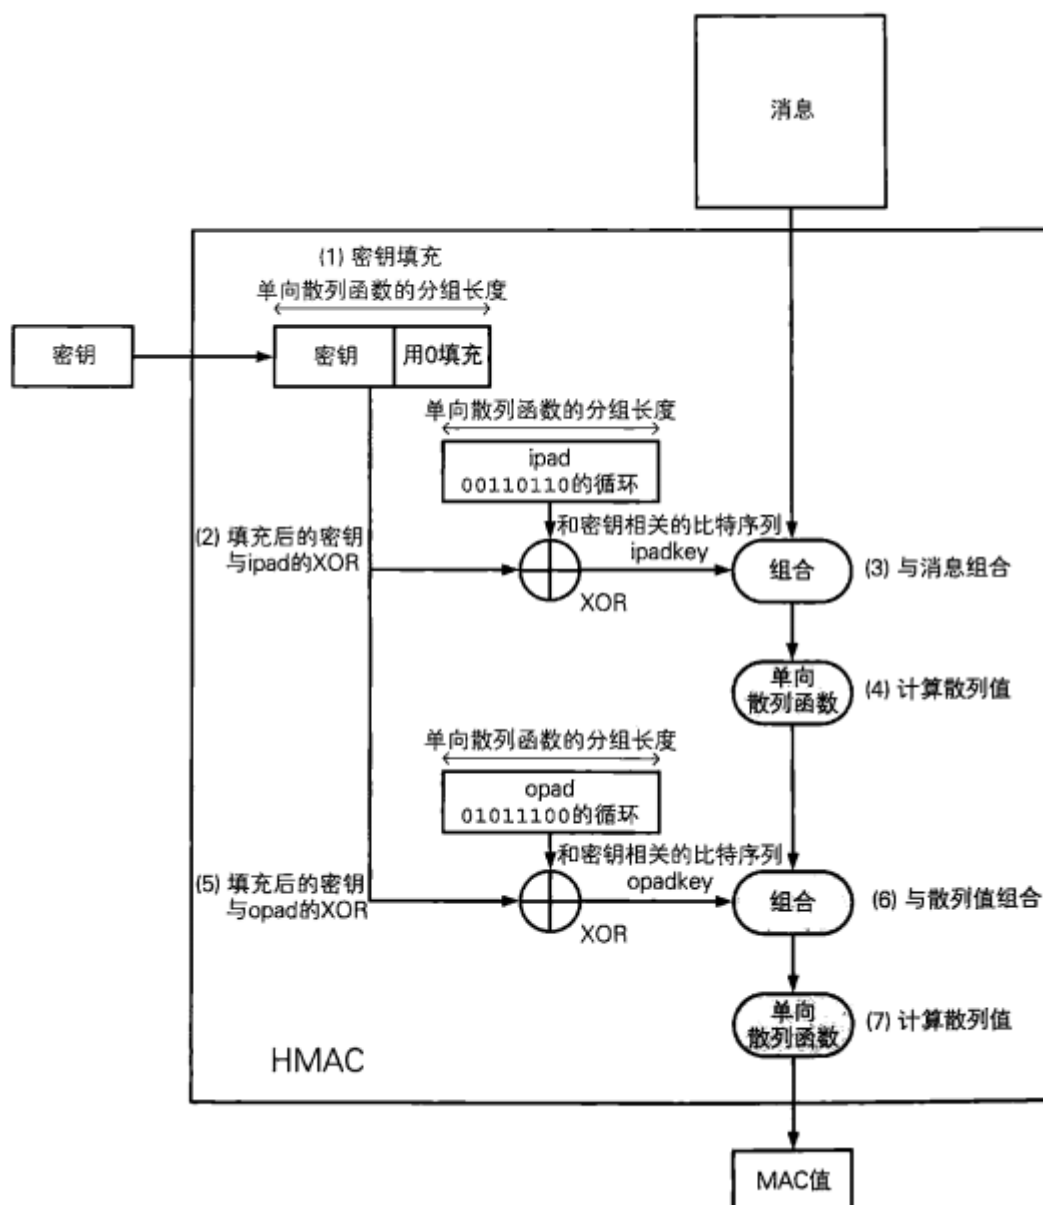 消息
(1) 密钥填充
单向散列函数的分组长度
密钥
密钥
用0填充
单向散列函数的分组长度
ipad
00110110的循环
(2) 填充后的密钥
与ipad的XOR
和密钥相关的比特序列
ipadkey
XOR
组合
(3) 与消息组合
单向
散列函数
(4) 计算散列值
单向散列函数的分组长度
opad
01011100的循环
(5) 填充后的密钥
与opad的XOR
和密钥相关的比特序列
opadkey
XOR
组合
(6) 与散列值组合
单向
散列函数
(7) 计算散列值
HMAC
MAC值